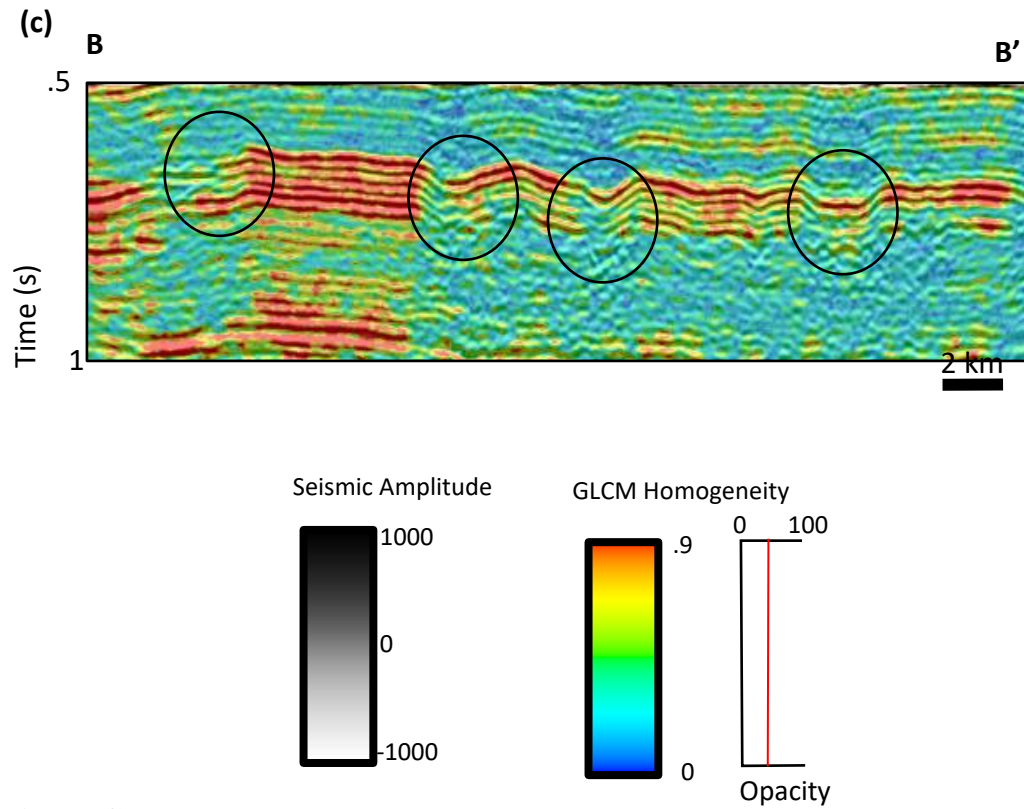 (c)
B
B’
.5
Time (s)
1
2 km
Seismic Amplitude
1000
0
-1000
GLCM Homogeneity
.9
0
0 100
Opacity